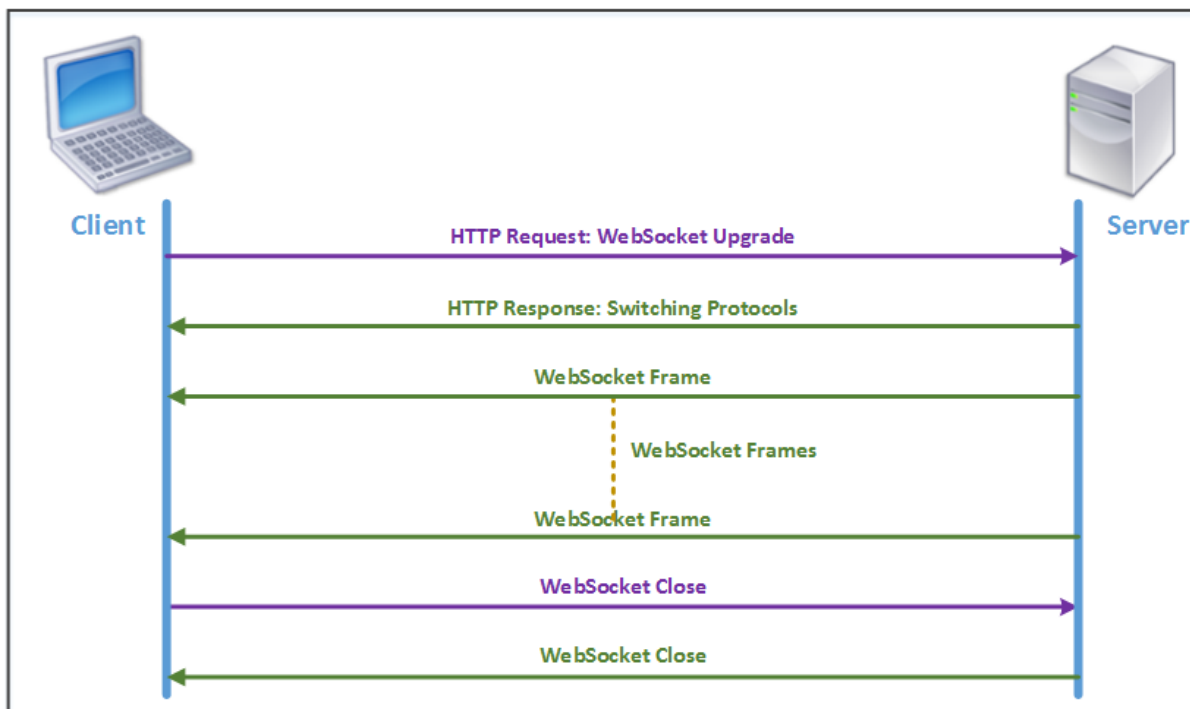 Client
Server
HTTP Request: WebSocket Upgrade
HTTP Response: Switching Protocols
WebSocket Frame
WebSocket Frames
WebSocket Frame
WebSocket Close
WebSocket Close